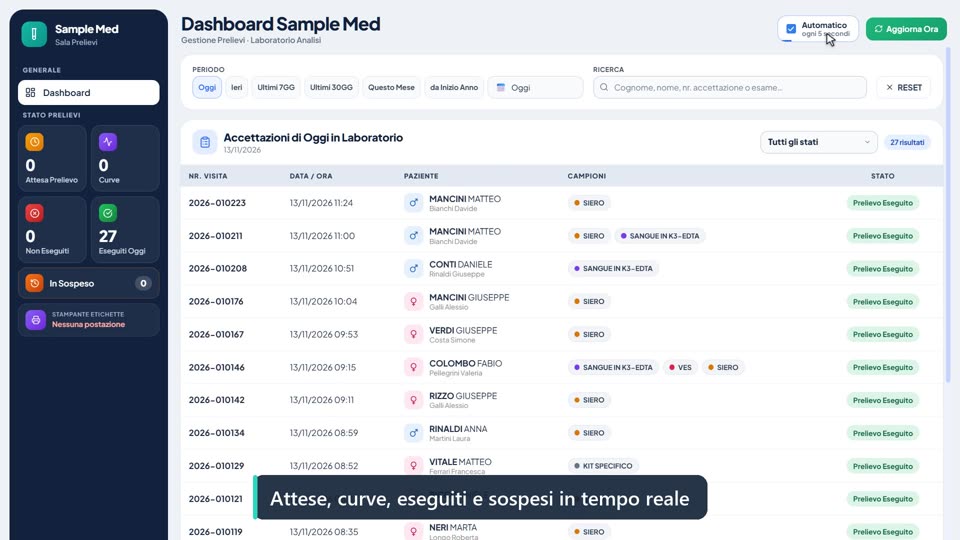 Sample Med
Sala Prelievi
GENERALE
Dashboard
STATO PRELIEVI
0
Attesa Prelievo
0
Curve
0
Non Eseguiti
27
Eseguiti Oggi
In Sospeso 0
STAMPANTE ETICHETTE
Nessuna postazione
Dashboard Sample Med
Gestione Prelievi · Laboratorio Analisi
Automatico
ogni 5 secondi
Aggiorna Ora
PERIODO
Oggi Ieri Ultimi 7GG Ultimi 30GG Questo Mese da Inizio Anno Oggi
RICERCA
Cognome, nome, nr. accettazione o esame...
× RESET
Accettazioni di Oggi in Laboratorio
13/11/2026
Tutti gli stati
27 risultati
NR. VISITA DATA / ORA PAZIENTE CAMPIONI STATO
2026-010223 13/11/2026 11:24 MANCINI MATTEO SIERO Prelievo Eseguito
Bianchi Davide
2026-010211 13/11/2026 11:00 MANCINI MATTEO SIERO SANGUE IN K3-EDTA Prelievo Eseguito
Bianchi Davide
2026-010208 13/11/2026 10:51 CONTI DANIELE SANGUE IN K3-EDTA Prelievo Eseguito
Rinaldi Giuseppe
2026-010176 13/11/2026 10:04 MANCINI GIUSEPPE SIERO Prelievo Eseguito
Galli Alessio
2026-010167 13/11/2026 09:53 VERDI GIUSEPPE SIERO Prelievo Eseguito
Costa Simone
2026-010146 13/11/2026 09:15 COLOMBO FABIO SANGUE IN K3-EDTA VES SIERO Prelievo Eseguito
Pellegrini Valeria
2026-010142 13/11/2026 09:11 RIZZO GIUSEPPE SIERO Prelievo Eseguito
Galli Alessio
2026-010134 13/11/2026 08:59 RINALDI ANNA SIERO Prelievo Eseguito
Martini Laura
2026-010129 13/11/2026 08:52 VITALE MATTEO KIT SPECIFICO Prelievo Eseguito
Ferrari Francesca
2026-010121 Prelievo Eseguito
Attese, curve, eseguiti e sospesi in tempo reale
2026-010119 13/11/2026 08:35 NERI MARTA SIERO Prelievo Eseguito
Longo Roberta